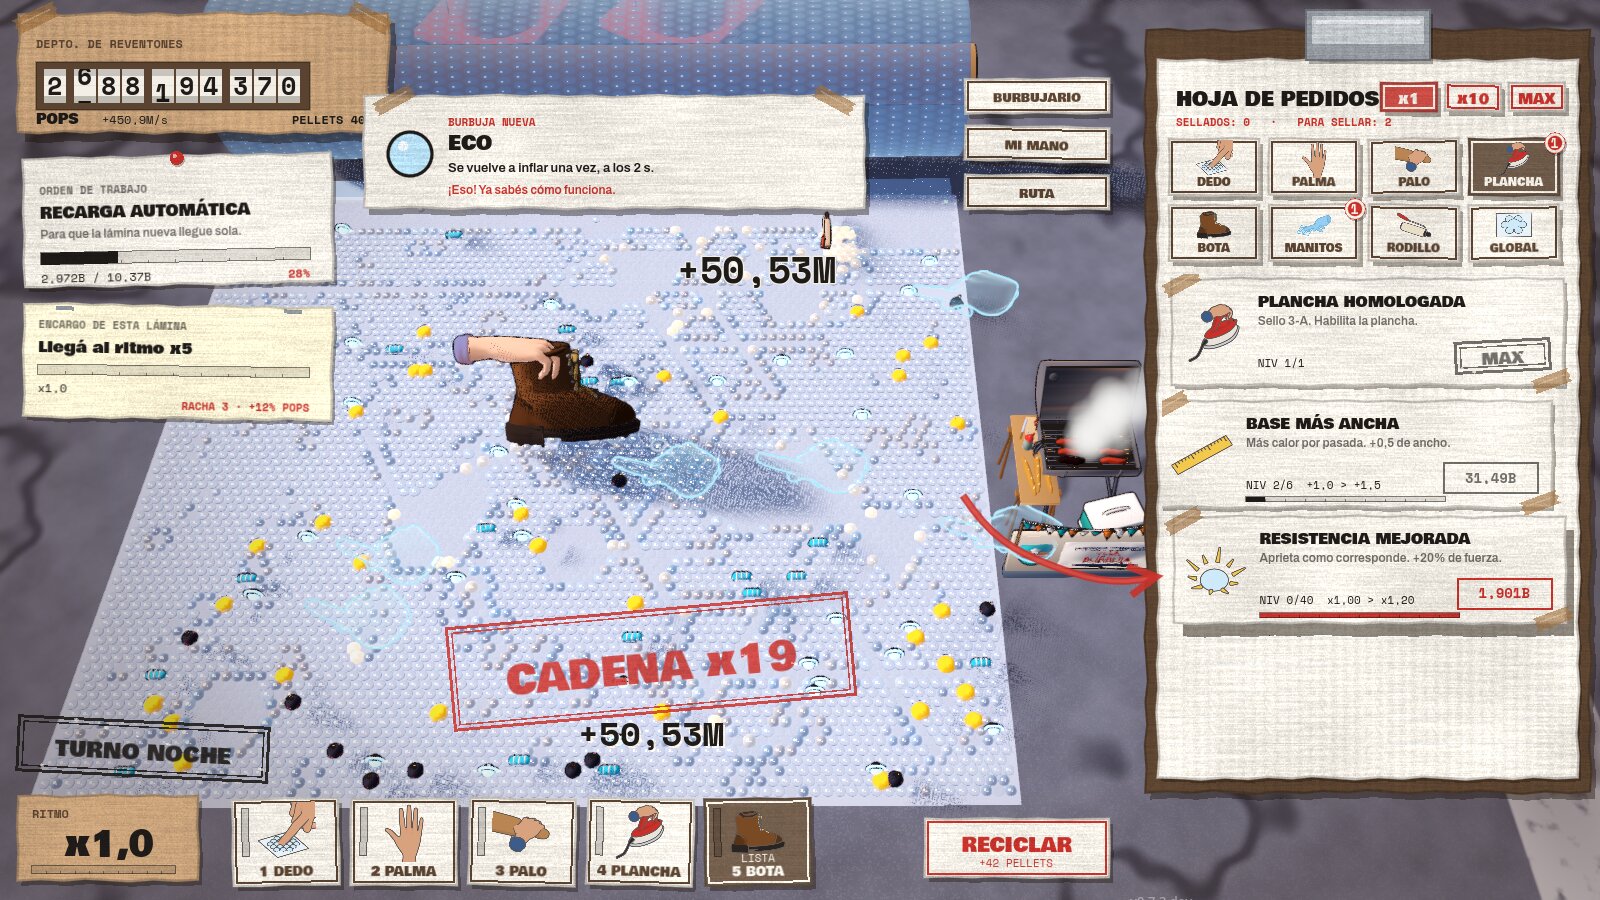 DEPTO. DE REVENTONES
2 688 194 370
POPS +450,9M/s PELLETS 40
ORDEN DE TRABAJO
RECARGA AUTOMÁTICA
Para que la lámina nueva llegue sola.
2,972B / 10,37B 28%
ENCARGO DE ESTA LÁMINA
Llegá al ritmo x5
x1,0
RACHA 3 · +12% POPS
BURBUJA NUEVA
ECO
Se vuelve a inflar una vez, a los 2 s.
¡Eso! Ya sabés cómo funciona.
BURBUJARIO
MI MANO
RUTA
+50,53M
CADENA x19
+50,53M
TURNO NOCHE
RITMO
x1,0
1 DEDO
2 PALMA
3 PALO
4 PLANCHA
LISTA
5 BOTA
RECICLAR
+42 PELLETS
HOJA DE PEDIDOS x1 x10 MAX
SELLADOS: 0 · PARA SELLAR: 2
DEDO
PALMA
PALO
PLANCHA 1
BOTA
MANITOS 1
RODILLO
GLOBAL
PLANCHA HOMOLOGADA
Sello 3-A. Habilita la plancha.
NIV 1/1 MAX
BASE MÁS ANCHA
Más calor por pasada. +0,5 de ancho.
NIV 2/6 +1,0 > +1,5 31,49B
RESISTENCIA MEJORADA
Aprieta como corresponde. +20% de fuerza.
NIV 0/40 x1,00 > x1,20 1,901B